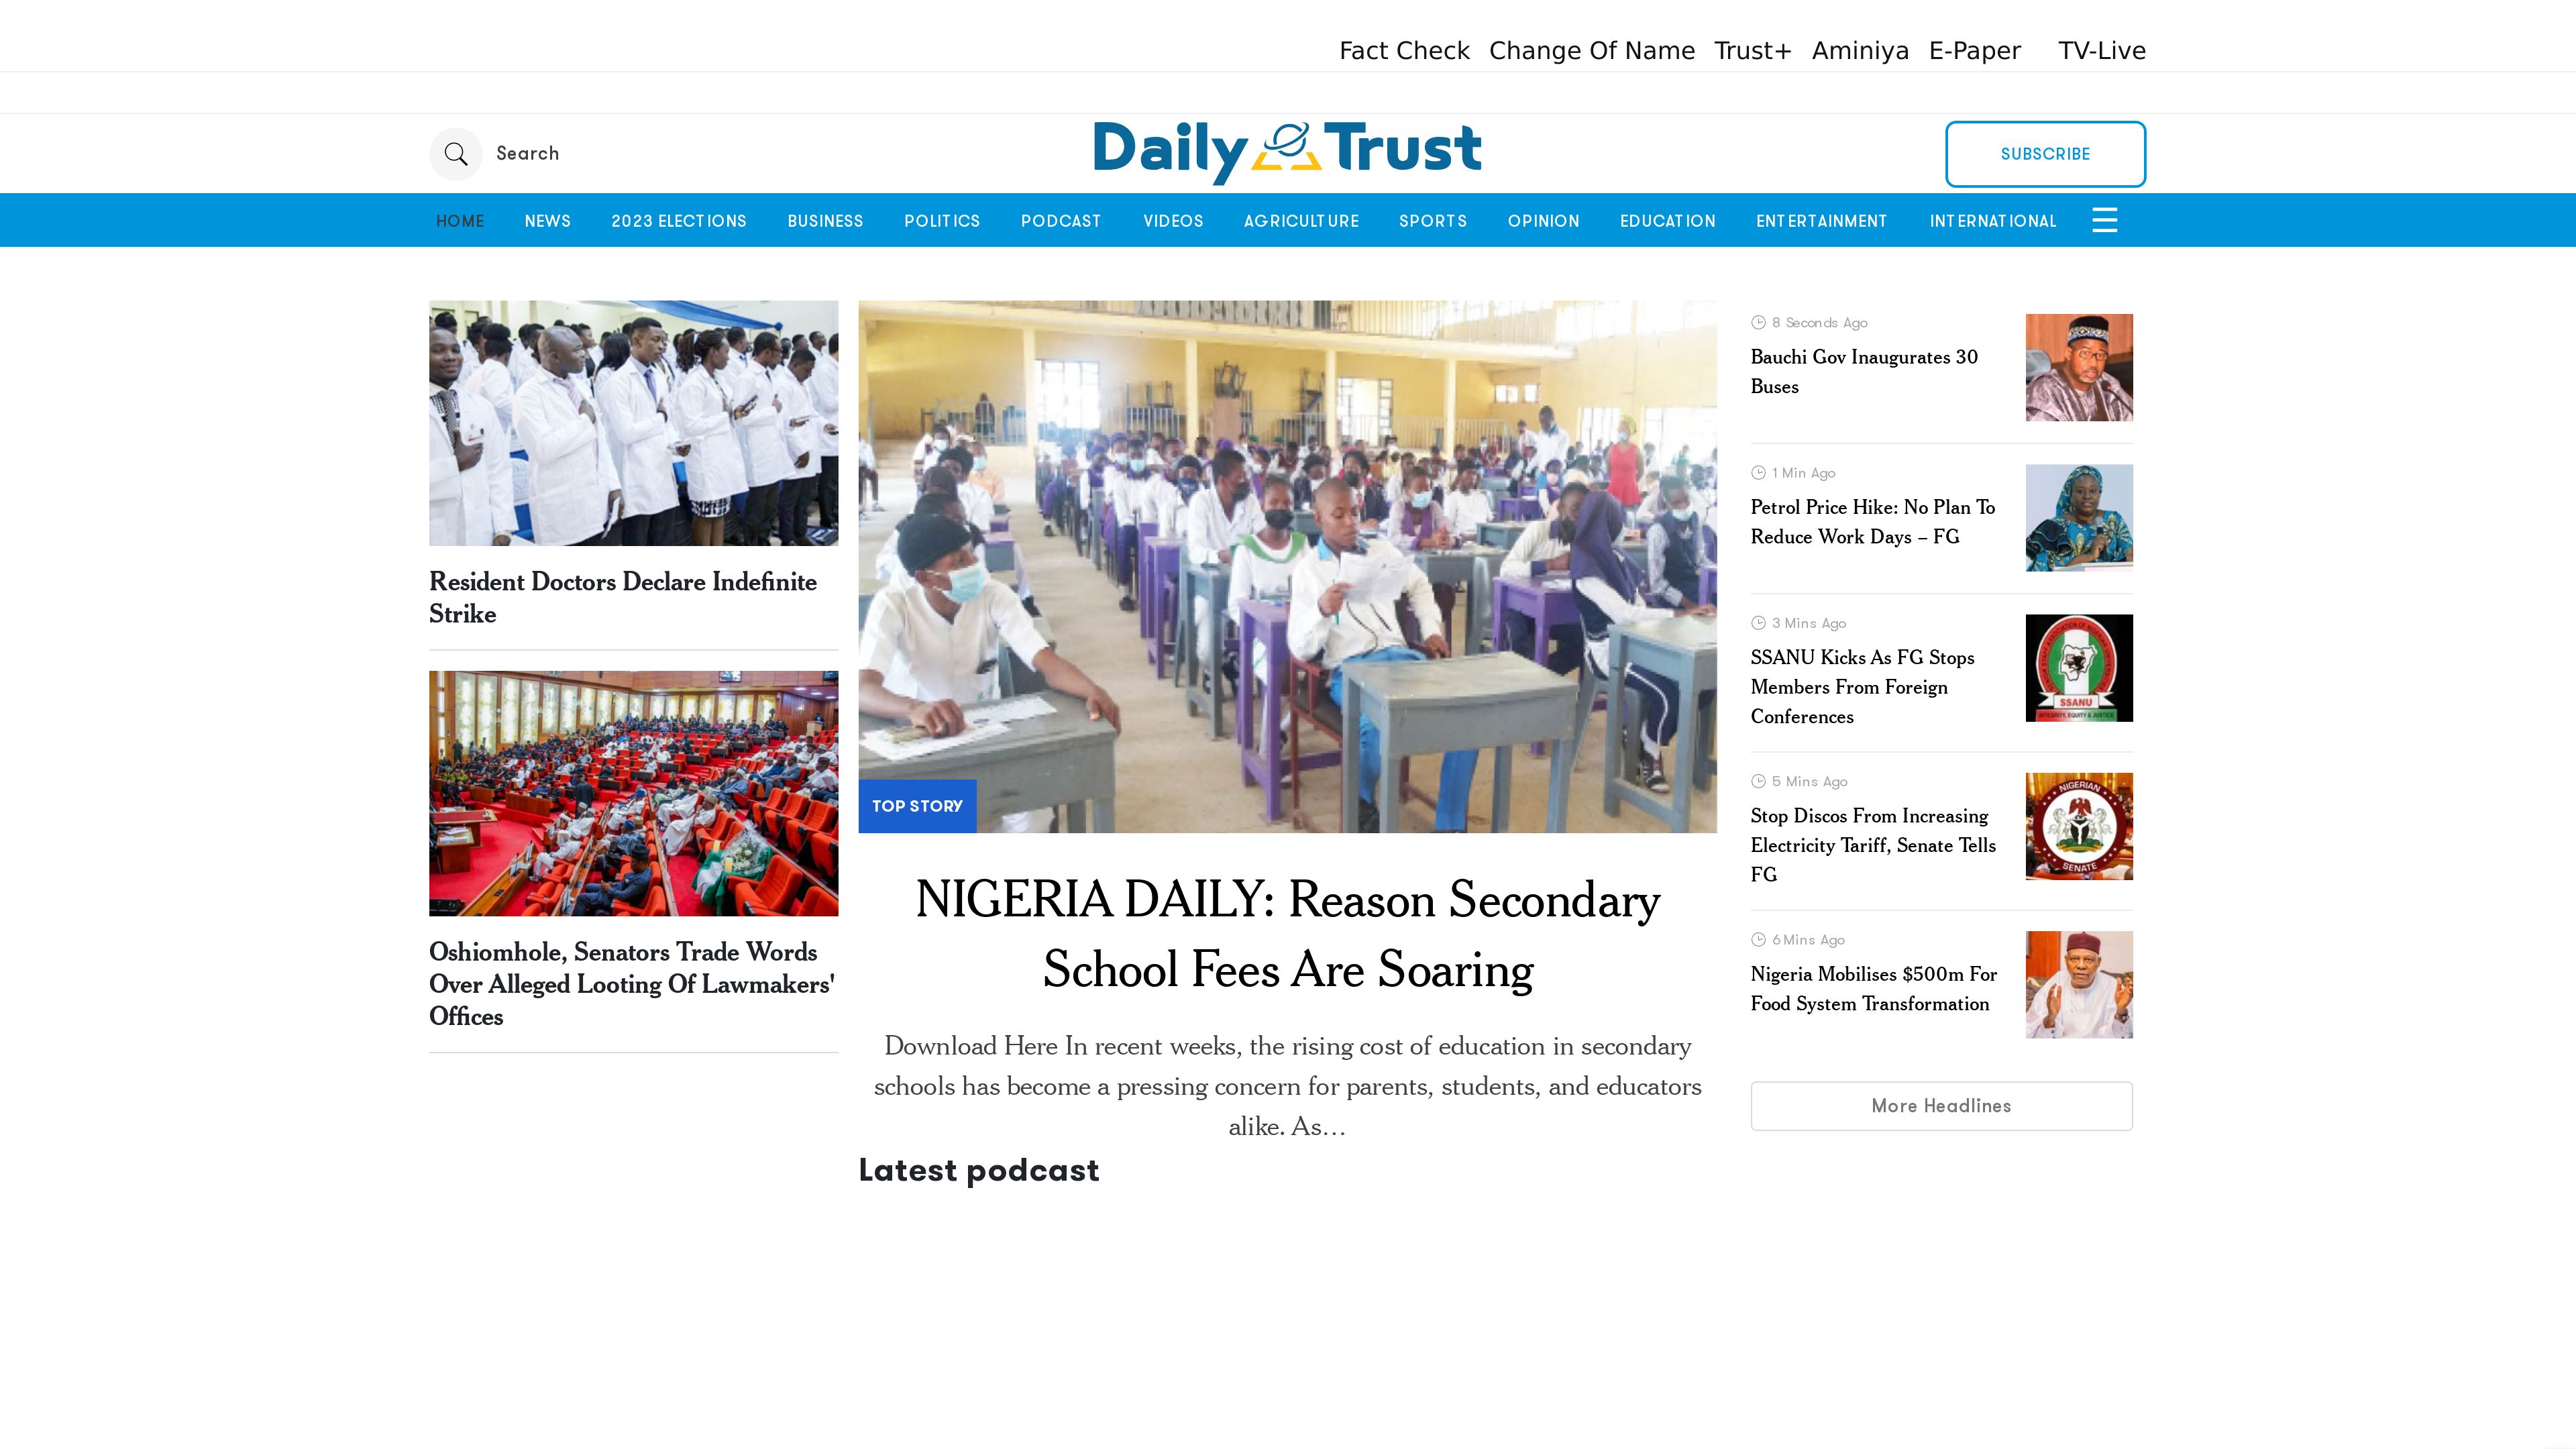 Fact Check Change Of Name Trust+ Aminiya E-Paper TV-Live
Search
Daily Trust
SUBSCRIBE
HOME NEWS 2023 ELECTIONS BUSINESS POLITICS PODCAST VIDEOS AGRICULTURE SPORTS OPINION EDUCATION ENTERTAINMENT INTERNATIONAL
Resident Doctors Declare Indefinite
Strike
Oshiomhole, Senators Trade Words
Over Alleged Looting Of Lawmakers'
Offices
TOP STORY
NIGERIA DAILY: Reason Secondary
School Fees Are Soaring
Download Here In recent weeks, the rising cost of education in secondary
schools has become a pressing concern for parents, students, and educators
alike. As…
Latest podcast
8 Seconds Ago
Bauchi Gov Inaugurates 30
Buses
1 Min Ago
Petrol Price Hike: No Plan To
Reduce Work Days – FG
3 Mins Ago
SSANU Kicks As FG Stops
Members From Foreign
Conferences
SSANU
INTEGRITY, EQUITY & JUSTICE
5 Mins Ago
Stop Discos From Increasing
Electricity Tariff, Senate Tells
FG
NIGERIAN
SENATE
6 Mins Ago
Nigeria Mobilises $500m For
Food System Transformation
More Headlines